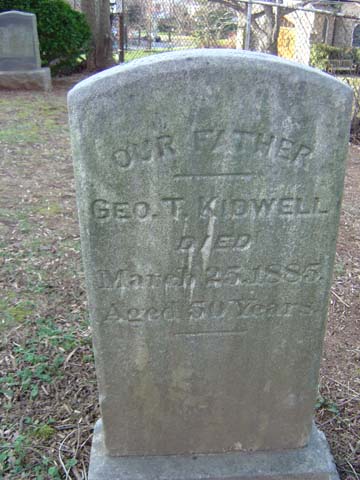 OUR FATHER
GEO. T. KIDWELL
DIED
March 25, 1885.
Aged 50 Years